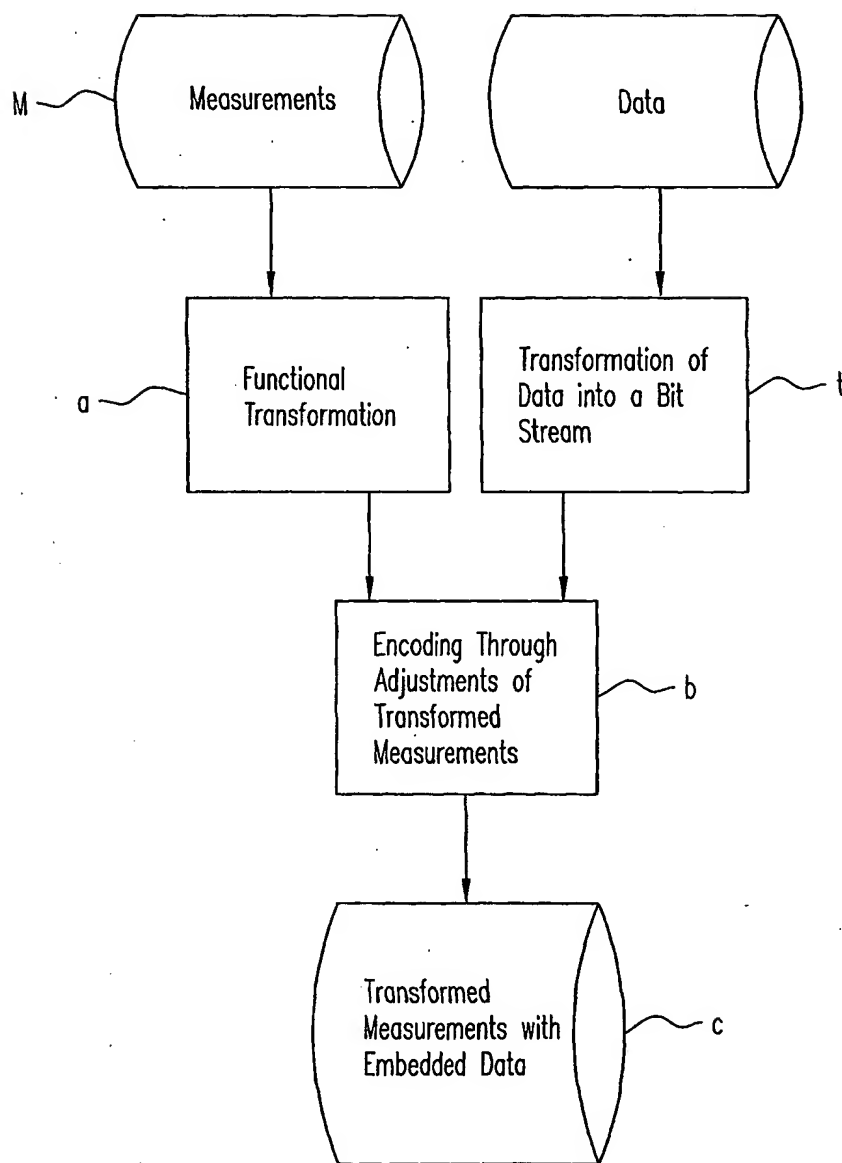 M
Measurements
Data
a
Functional
Transformation
Transformation of
Data into a Bit
Stream
t
Encoding Through
Adjustments of
Transformed
Measurements
b
Transformed
Measurements with
Embedded Data
c